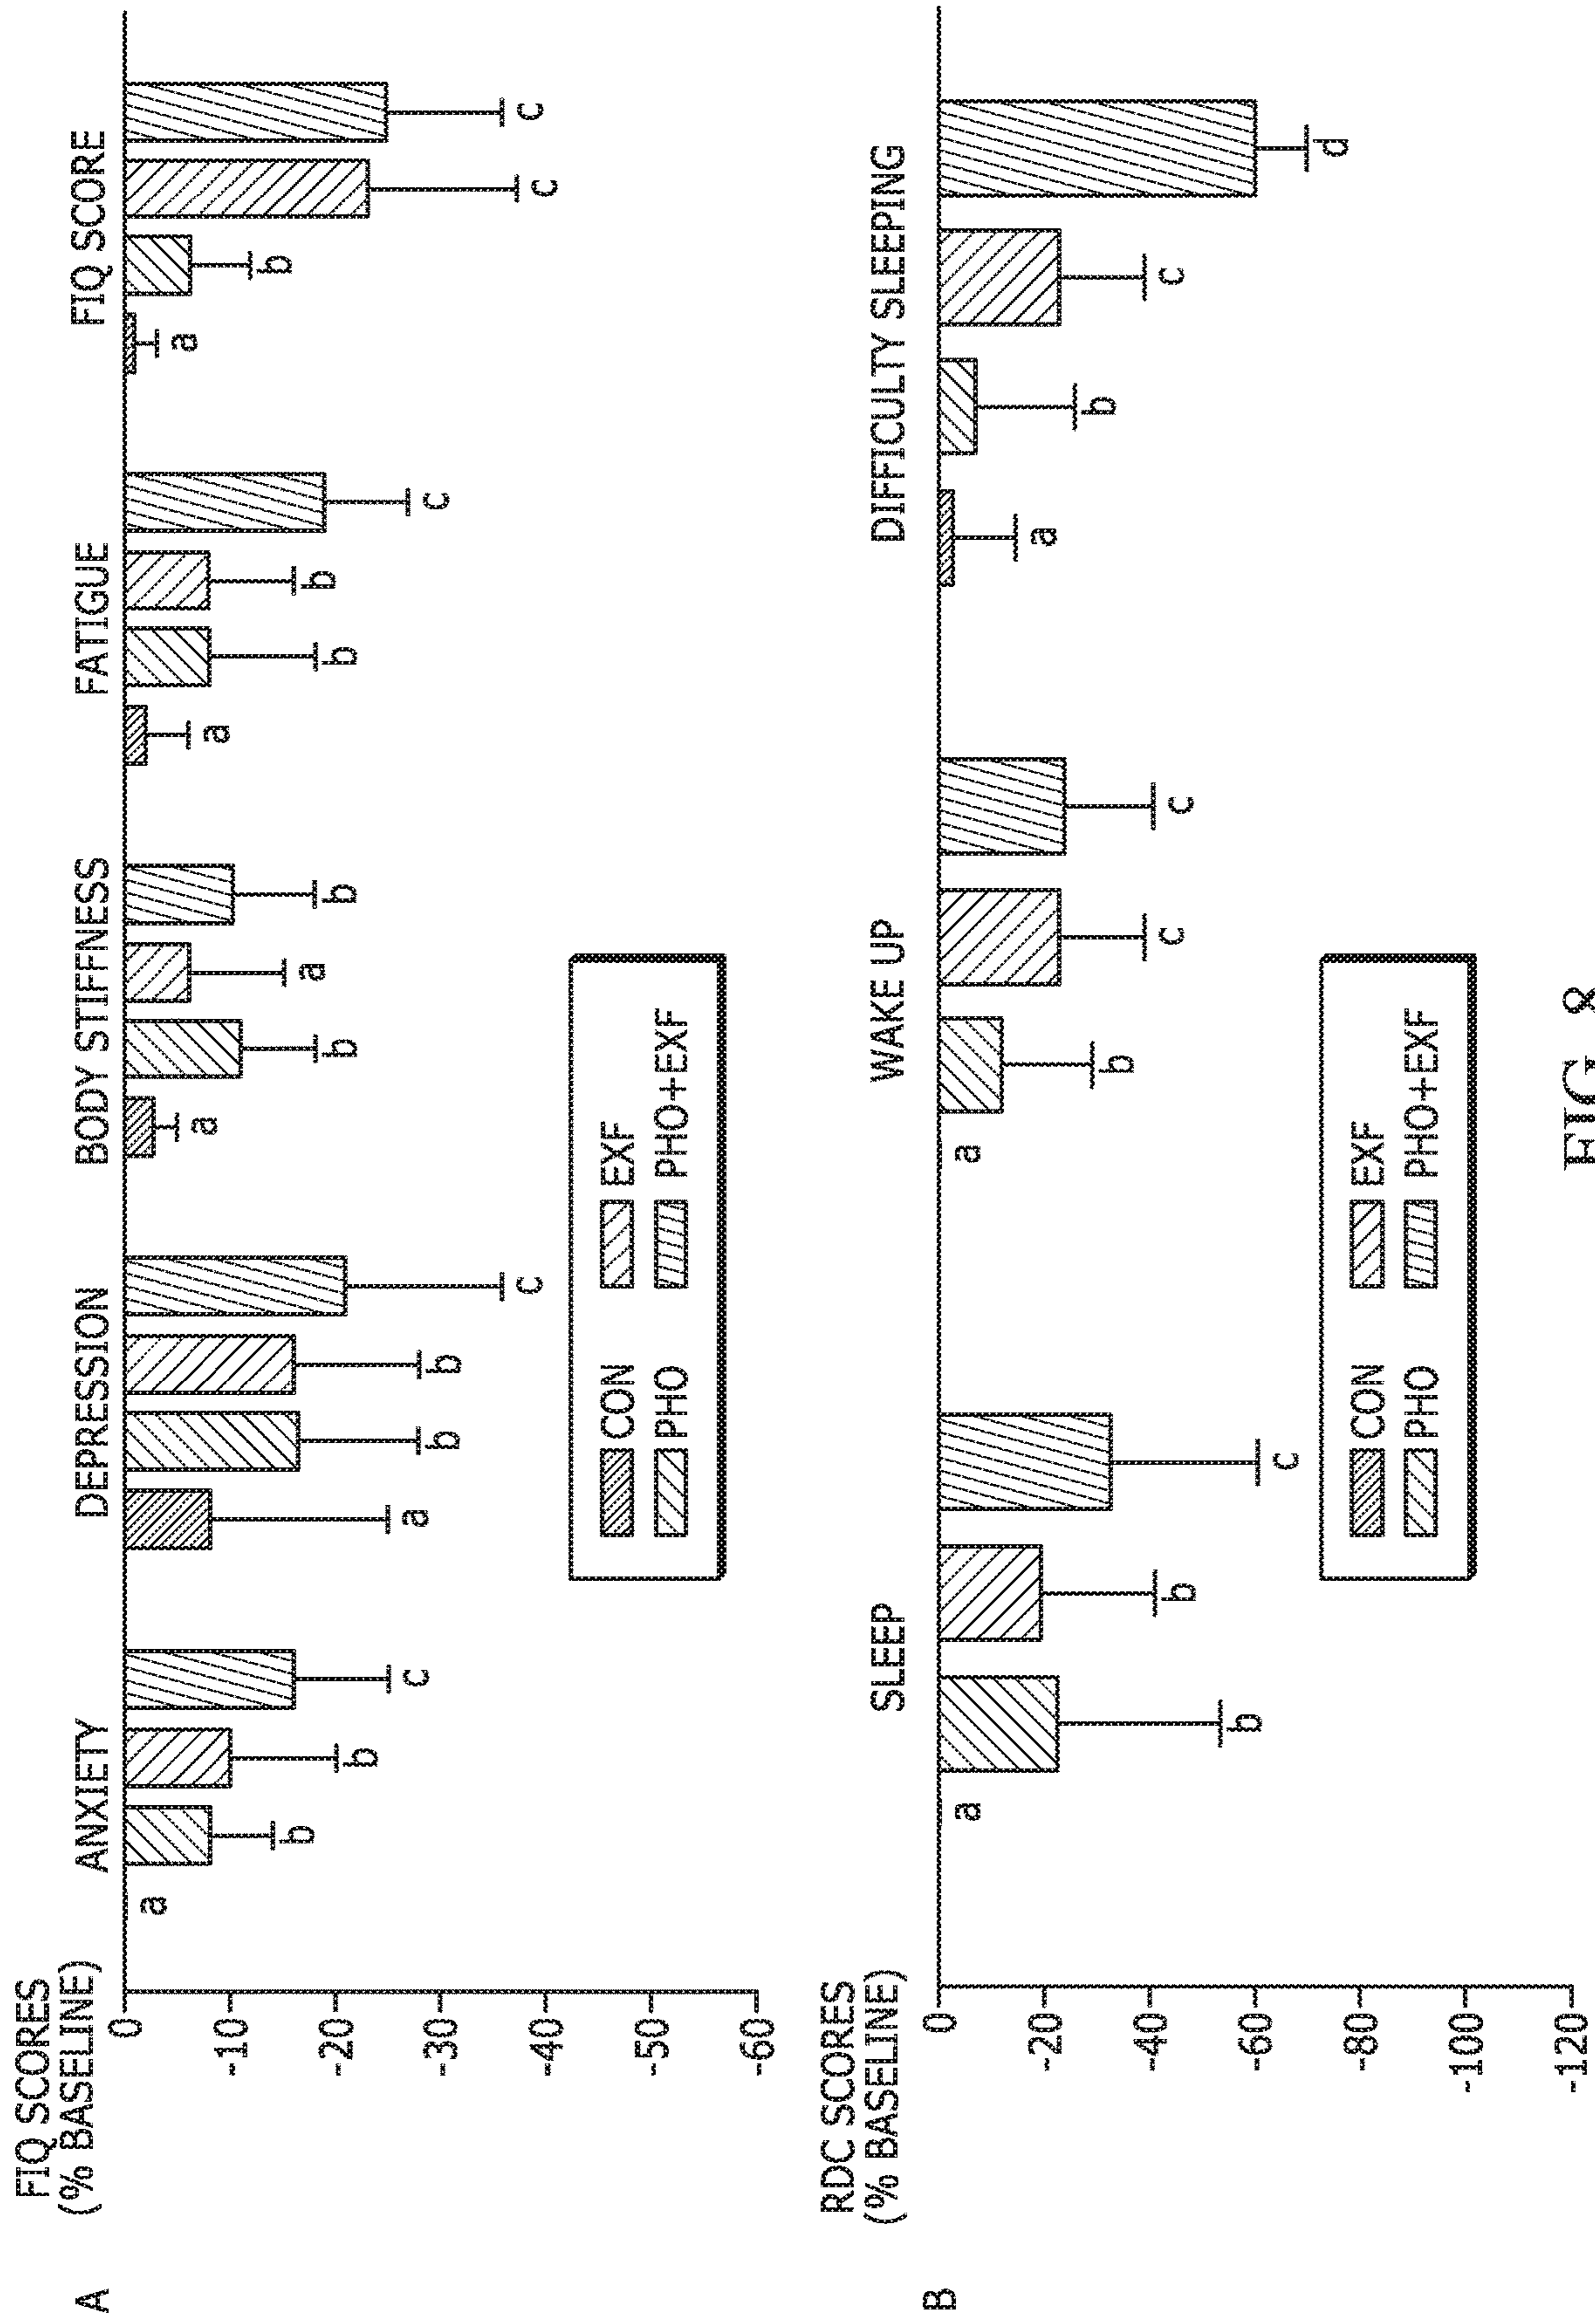 A
FIQ SCORES
(% BASELINE)
ANXIETY
DEPRESSION
BODY STIFFNESS
FATIGUE
FIQ SCORE
0
-10
-20
-30
-40
-50
-60
a
b
b
c
a
b
b
c
a
b
a
b
a
b
b
c
a
b
c
c
CON
EXF
PHO
PHO+EXF
B
RDC SCORES
(% BASELINE)
SLEEP
WAKE UP
DIFFICULTY SLEEPING
0
-20
-40
-60
-80
-100
-120
a
b
b
c
a
b
c
c
a
b
c
d
CON
EXF
PHO
PHO+EXF
FIG. 8